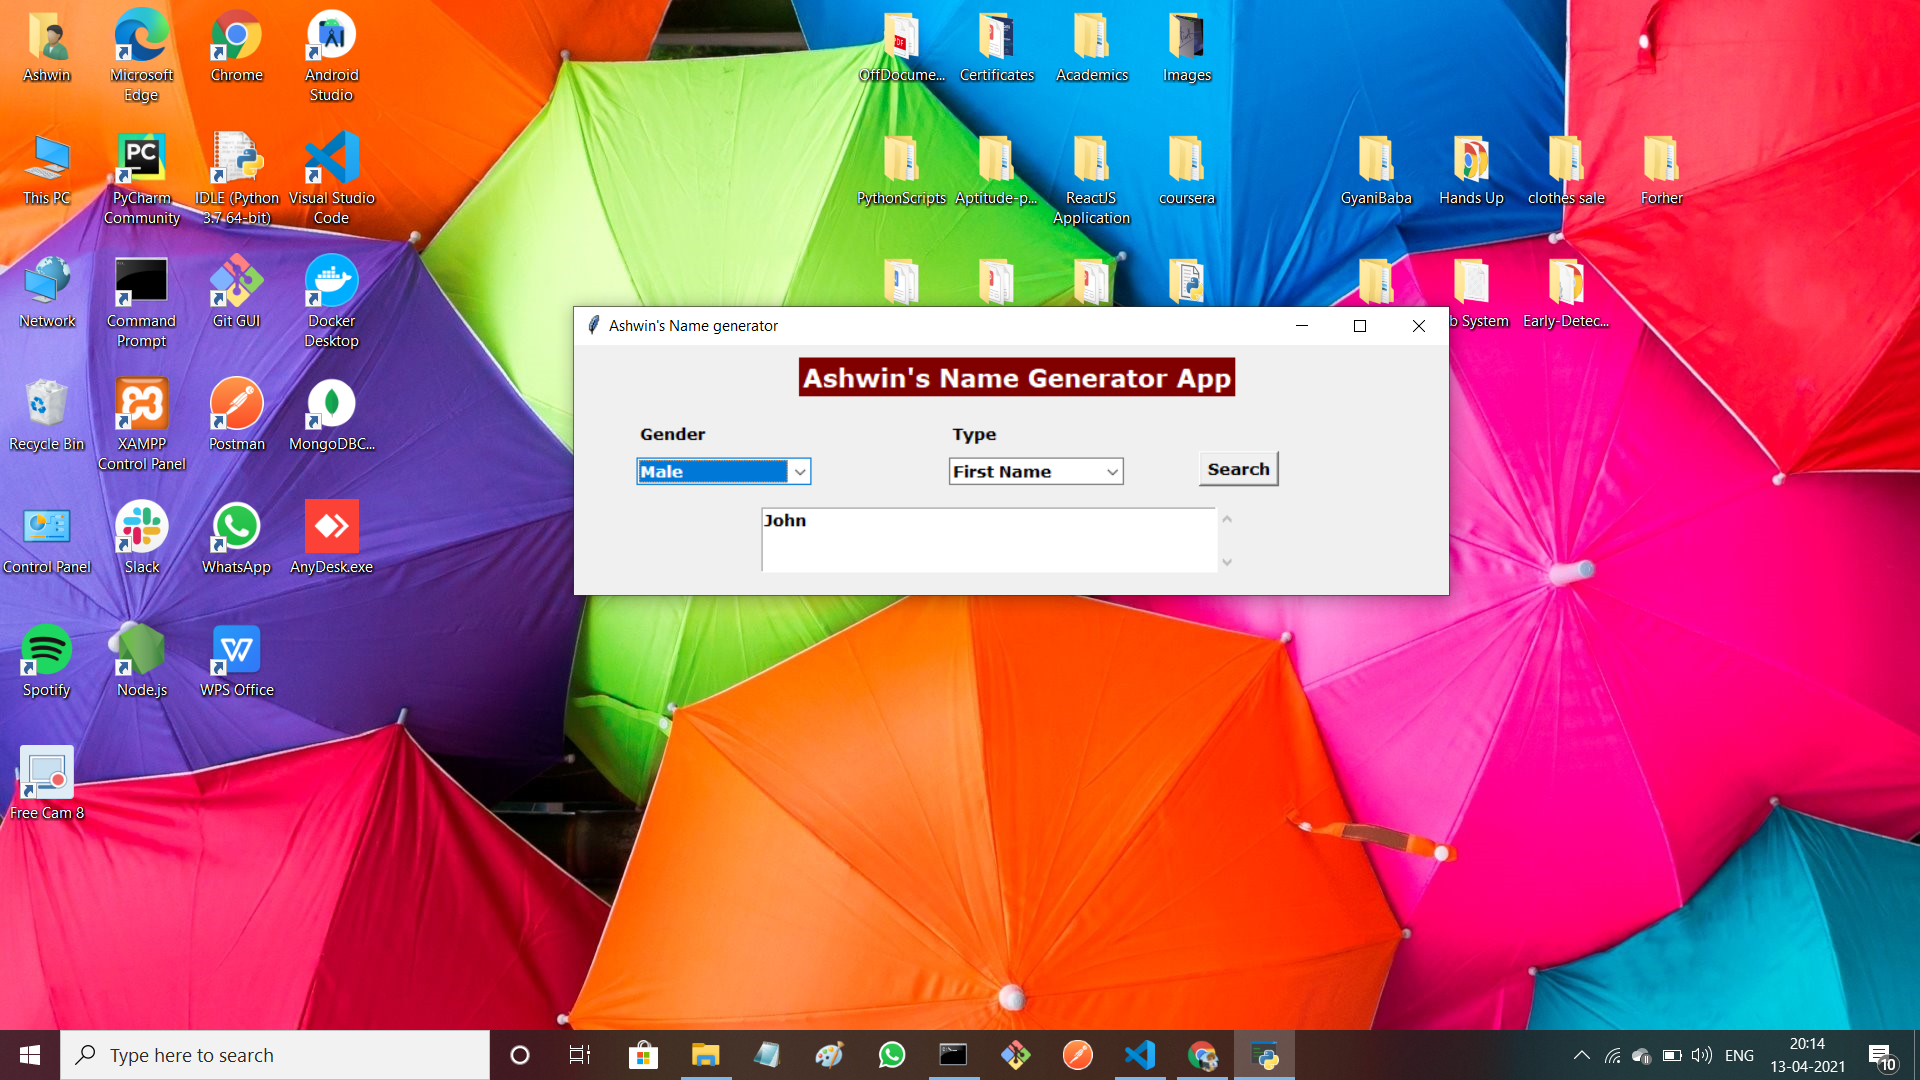 Ashwin
Microsoft
Edge
Chrome
Android
Studio
OffDocume...
Certificates
Academics
Images
This PC
PyCharm
Community
IDLE (Python
3.7 64-bit)
Visual Studio
Code
PythonScripts
Aptitude-p...
ReactJS
Application
coursera
GyaniBaba
Hands Up
clothes sale
Forher
Network
Command
Prompt
Git GUI
Docker
Desktop
b System
Early-Detec...
Ashwin's Name generator
Ashwin's Name Generator App
Gender
Type
Male
First Name
Search
John
Recycle Bin
XAMPP
Control Panel
Postman
MongoDBC...
Control Panel
Slack
WhatsApp
AnyDesk.exe
Spotify
Node.js
WPS Office
Free Cam 8
Type here to search
ENG
20:14
13-04-2021
10